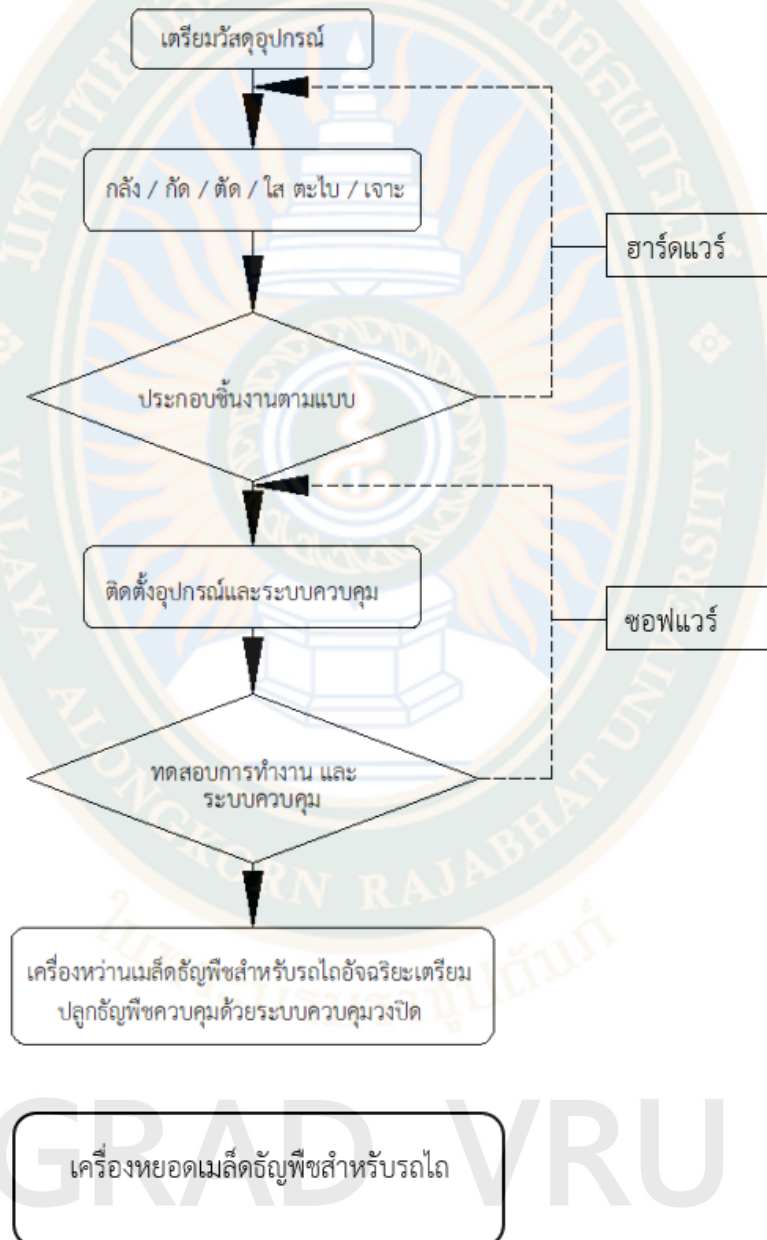 เตรียมวัสดุอุปกรณ์
กลึง / กัด / ตัด / ใส ตะไบ / เจาะ
ฮาร์ดแวร์
ประกอบชิ้นงานตามแบบ
ติดตั้งอุปกรณ์และระบบควบคุม
ซอฟแวร์
ทดสอบการทำงาน และ
ระบบควบคุม
เครื่องหว่านเมล็ดธัญพืชสำหรับรถไถอัจฉริยะเตรียม
ปลูกธัญพืชควบคุมด้วยระบบควบคุมวงปิด
เครื่องหยอดเมล็ดธัญพืชสำหรับรถไถ
GRAD VRU
ALONGKORN RAJABHAT UNIVERSITY